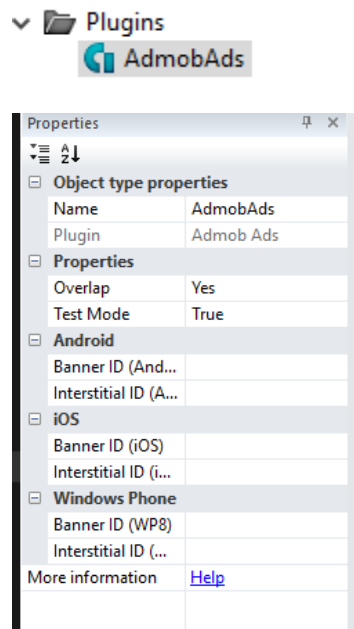 Plugins
AdmobAds
Properties
Object type properties
Name AdmobAds
Plugin Admob Ads
Properties
Overlap Yes
Test Mode True
Android
Banner ID (And...
Interstitial ID (A...
iOS
Banner ID (iOS)
Interstitial ID (i...
Windows Phone
Banner ID (WP8)
Interstitial ID (...
More information Help